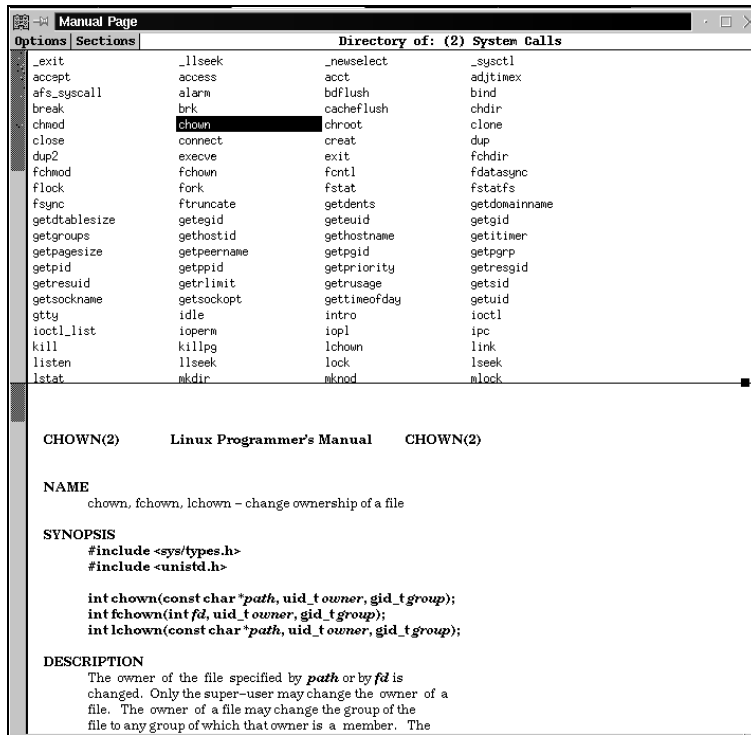 Manual Page
Options Sections Directory of: (2) System Calls
_exit _llseek _newselect _sysctl
accept access acct adjtimex
afs_syscall alarm bdflush bind
break brk cacheflush chdir
chmod chown chroot clone
close connect creat dup
dup2 execve exit fchdir
fchmod fchown fcntl fdatasync
flock fork fstat fstatfs
fsync ftruncate getdents getdomainname
getdtablesize getegid geteuid getgid
getgroups gethostid gethostname getitimer
getpagesize getpeername getpgid getpgrp
getpid getppid getpriority getresgid
getresuid getrlimit getrusage getsid
getsockname getsockopt gettimeofday getuid
gtty idle intro ioctl
ioctl_list ioperm iopl ipc
kill killpg lchown link
listen llseek lock lseek
lstat mkdir mknod mlock
CHOWN(2) Linux Programmer's Manual CHOWN(2)
NAME
chown, fchown, lchown – change ownership of a file
SYNOPSIS
#include <sys/types.h>
#include <unistd.h>
int chown(const char *path, uid_t owner, gid_t group);
int fchown(int fd, uid_t owner, gid_t group);
int lchown(const char *path, uid_t owner, gid_t group);
DESCRIPTION
The owner of the file specified by path or by fd is
changed. Only the super–user may change the owner of a
file. The owner of a file may change the group of the
file to any group of which that owner is a member. The